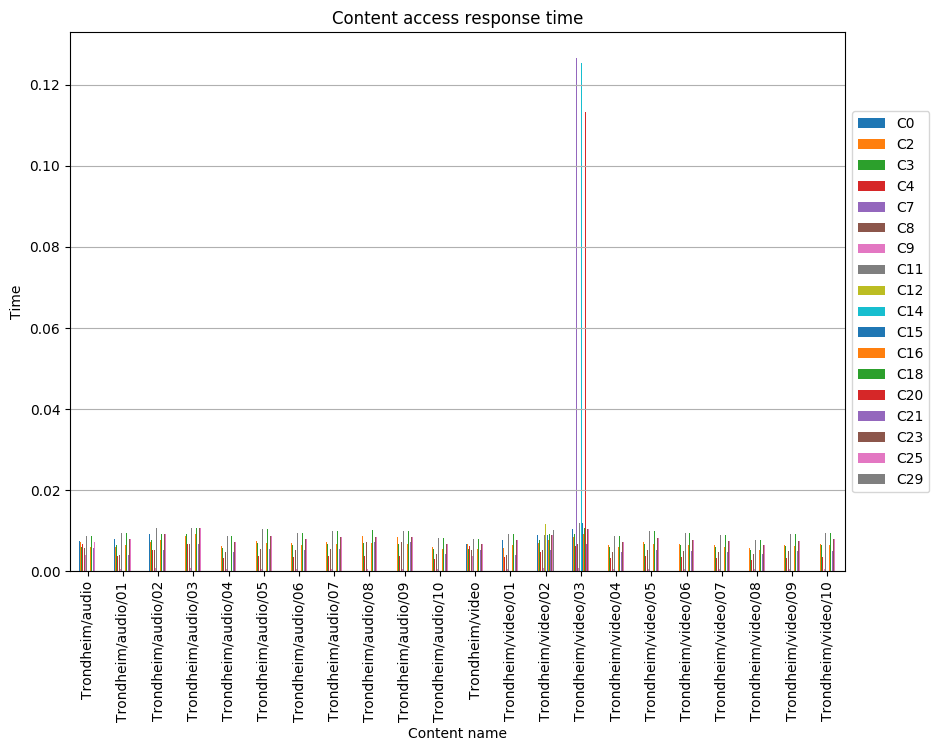 Content access response time
Time
0.12
0.10
0.08
0.06
0.04
0.02
0.00
Trondheim/audio
Trondheim/audio/01
Trondheim/audio/02
Trondheim/audio/03
Trondheim/audio/04
Trondheim/audio/05
Trondheim/audio/06
Trondheim/audio/07
Trondheim/audio/08
Trondheim/audio/09
Trondheim/audio/10
Trondheim/video
Trondheim/video/01
Trondheim/video/02
Trondheim/video/03
Trondheim/video/04
Trondheim/video/05
Trondheim/video/06
Trondheim/video/07
Trondheim/video/08
Trondheim/video/09
Trondheim/video/10
Content name
C0
C2
C3
C4
C7
C8
C9
C11
C12
C14
C15
C16
C18
C20
C21
C23
C25
C29